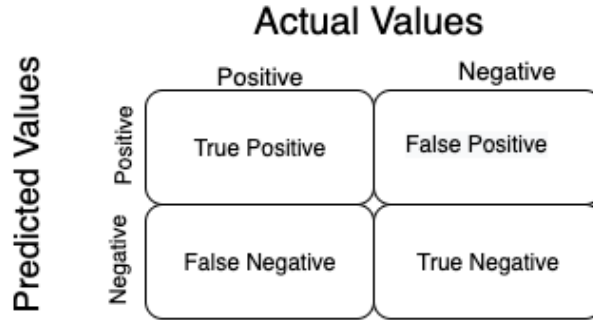 Actual Values
Positive Negative
Predicted Values
Positive
True Positive
False Positive
Negative
False Negative
True Negative